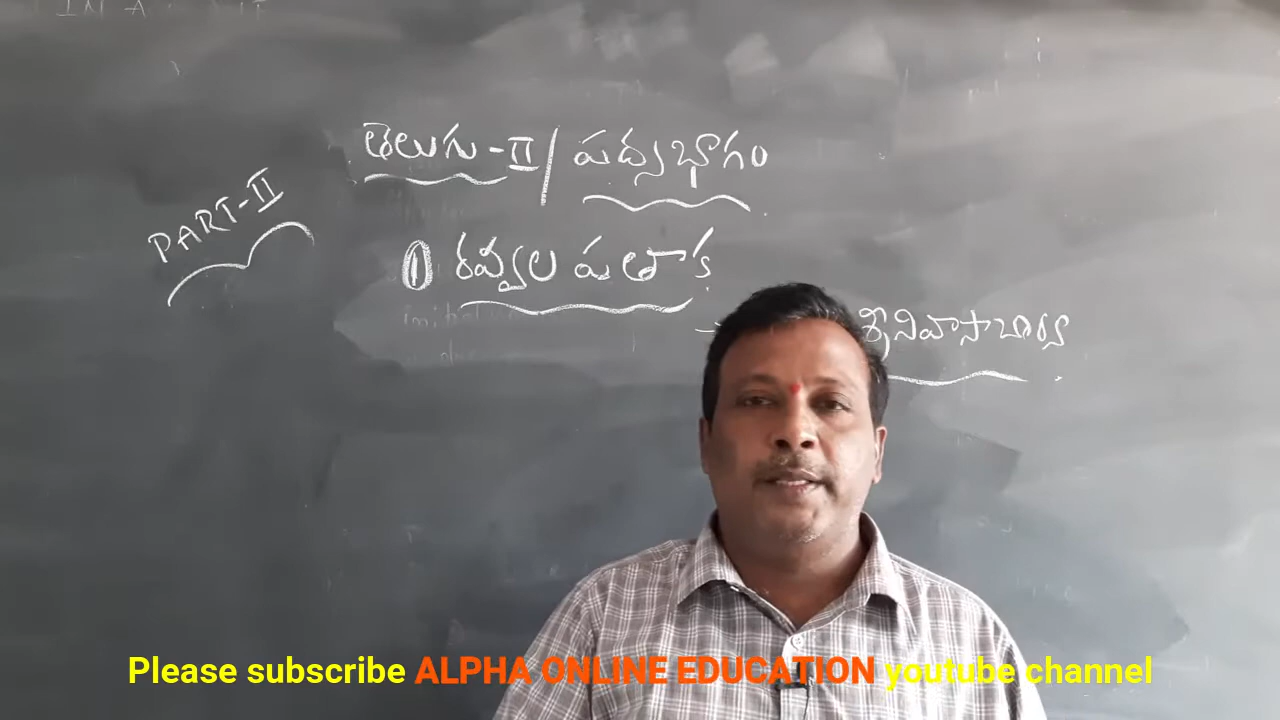 PART-II
తెలుగు-II/ పద్యభాగం
① రవ్వల పతాక
శ్రీనివాసాచార్య
Please subscribe ALPHA ONLINE EDUCATION youtube channel